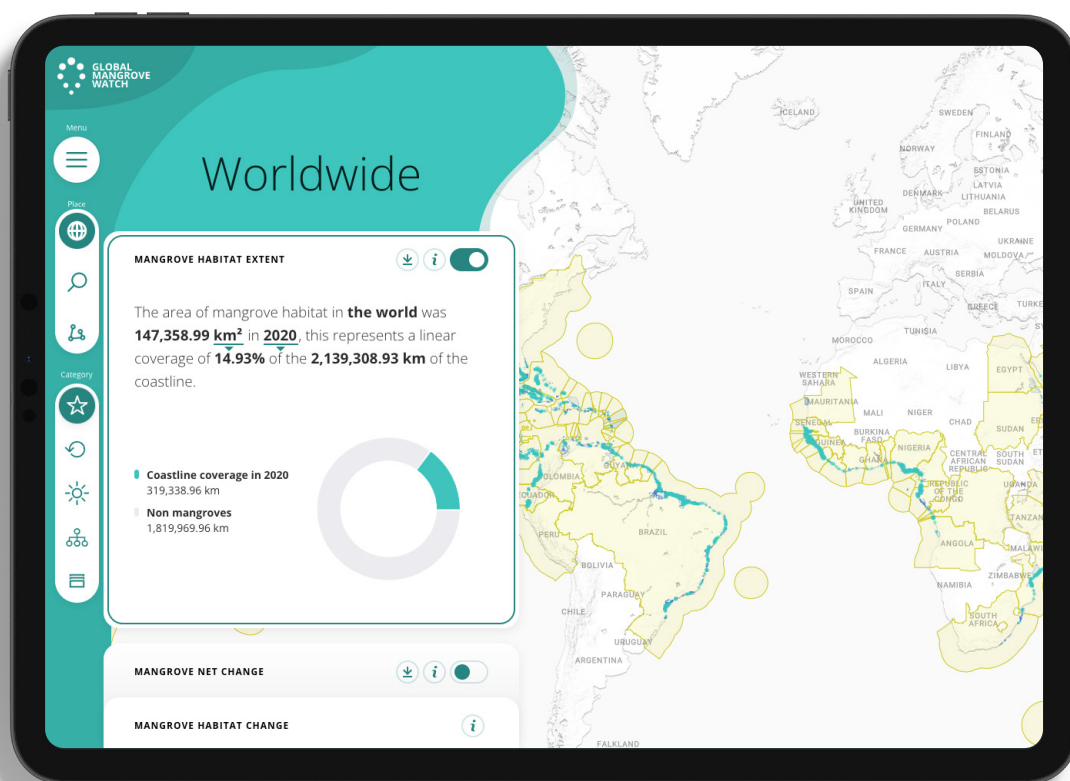 GLOBAL
MANGROVE
WATCH
Menu
Place
Category
Worldwide
MANGROVE HABITAT EXTENT
The area of mangrove habitat in the world was
147,358.99 km² in 2020, this represents a linear
coverage of 14.93% of the 2,139,308.93 km of the
coastline.
Coastline coverage in 2020
319,338.96 km
Non mangroves
1,819,969.96 km
MANGROVE NET CHANGE
MANGROVE HABITAT CHANGE
ICELAND
SWEDEN
FINLAND
NORWAY
ESTONIA
LATVIA
LITHUANIA
DENMARK
UNITED
KINGDOM
BELARUS
POLAND
GERMANY
UKRAINE
FRANCE
AUSTRIA
MOLDOVA
SERBIA
ITALY
SPAIN
GREECE
TURKE
SY
TUNISIA
MOROCCO
ALGERIA
LIBYA
EGYPT
WESTERN
SAHARA
MAURITANIA
MALI
NIGER
CHAD
SUDAN
ER
SENEGAL
BURKINA
FASO
GUINEA
GHANA
NIGERIA
CENTRAL
AFRICAN
REPUBLIC
SOUTH
SUDAN
ET
REPUBLIC
OF THE
CONGO
UGANDA
TANZAN
ANGOLA
MALAWI
ZIMBABWE
NAMIBIA
SOUTH
AFRICA
GUYANA
COLOMBIA
ECUADOR
PERU
BRAZIL
BOLIVIA
PARAGUAY
CHILE
URUGUAY
ARGENTINA
FALKLAND